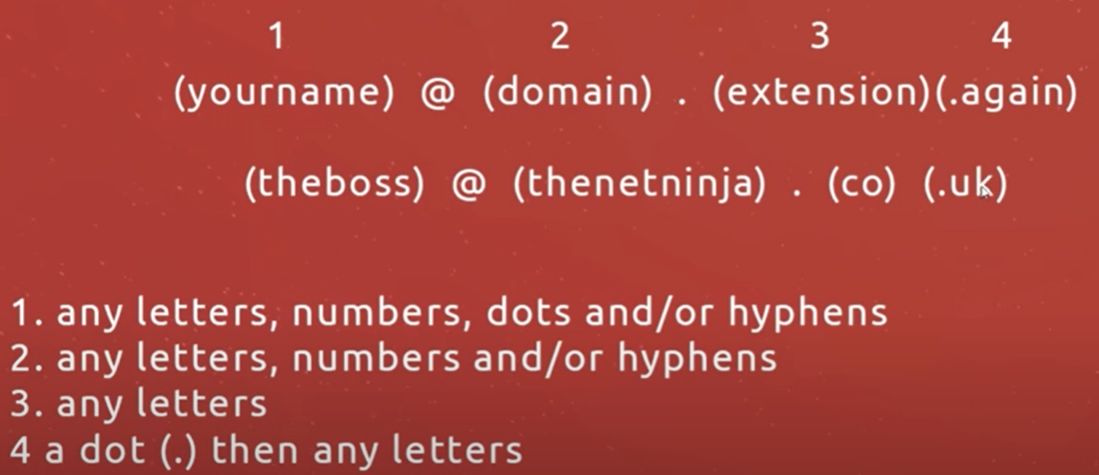 1 2 3 4
(yourname) @ (domain) . (extension)(.again)
(theboss) @ (thenetninja) . (co) (.uk)
1. any letters, numbers, dots and/or hyphens
2. any letters, numbers and/or hyphens
3. any letters
4 a dot (.) then any letters